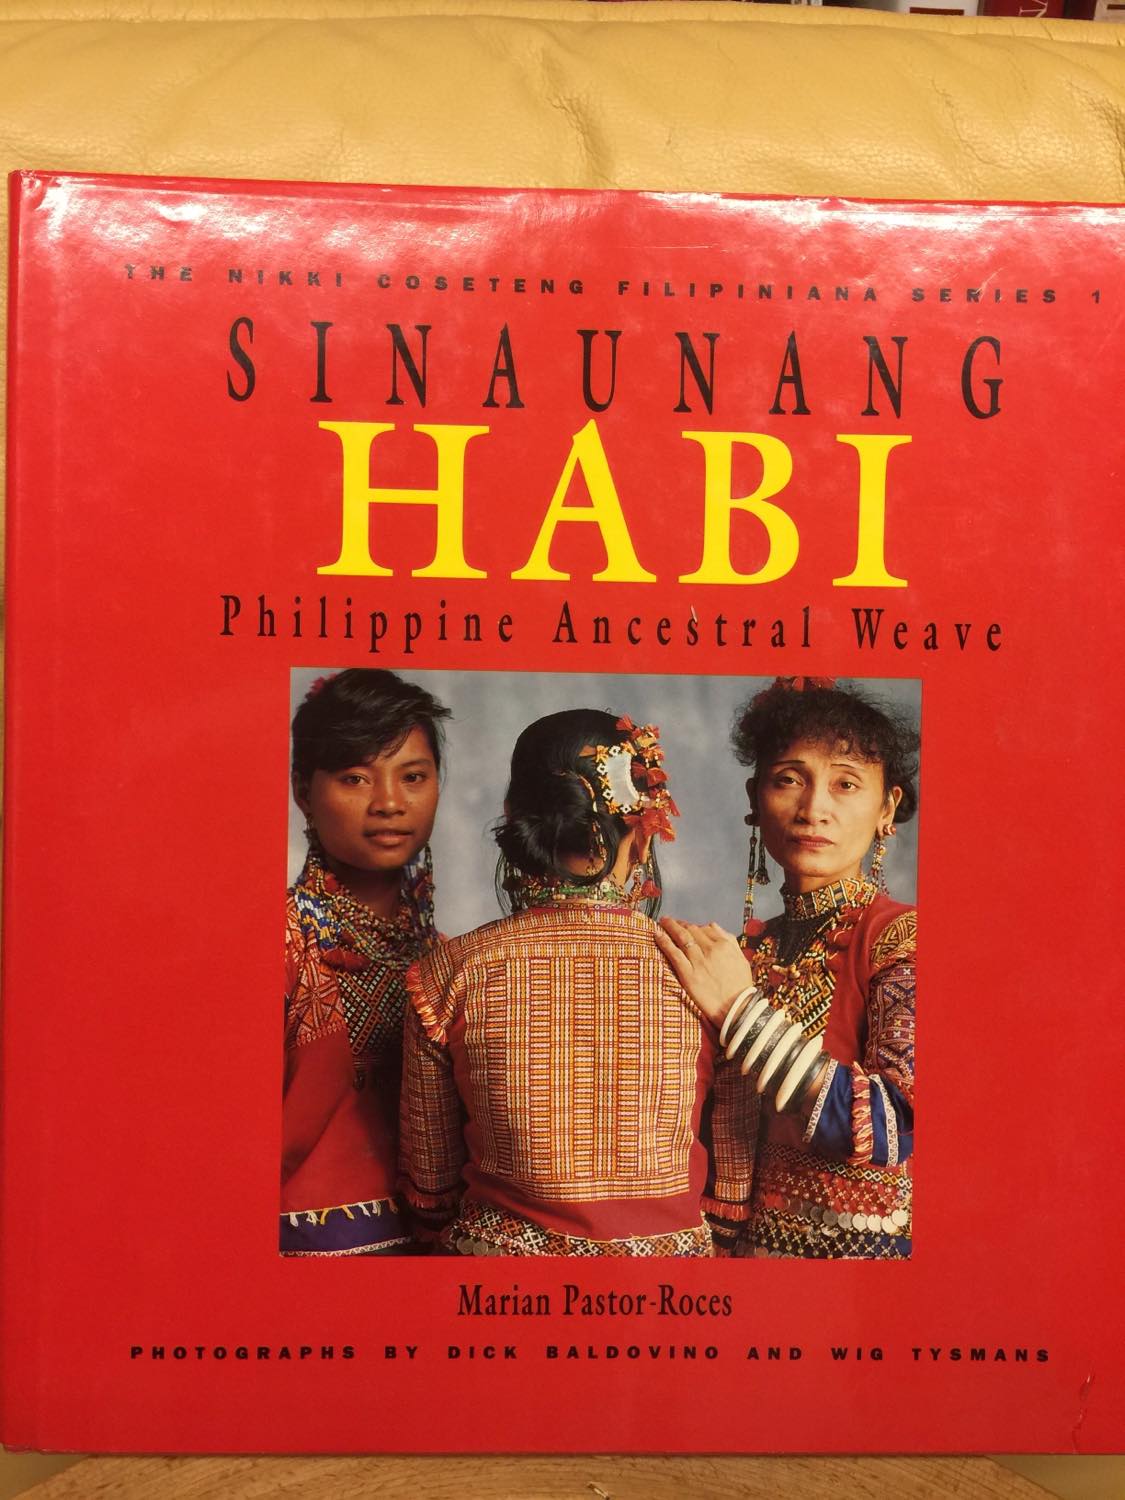 THE NIKKI COSETENG FILIPINIANA SERIES 1
SINAUNANG
HABI
Philippine Ancestral Weave
Marian Pastor-Roces
PHOTOGRAPHS BY DICK BALDOVINO AND WIG TYSMANS